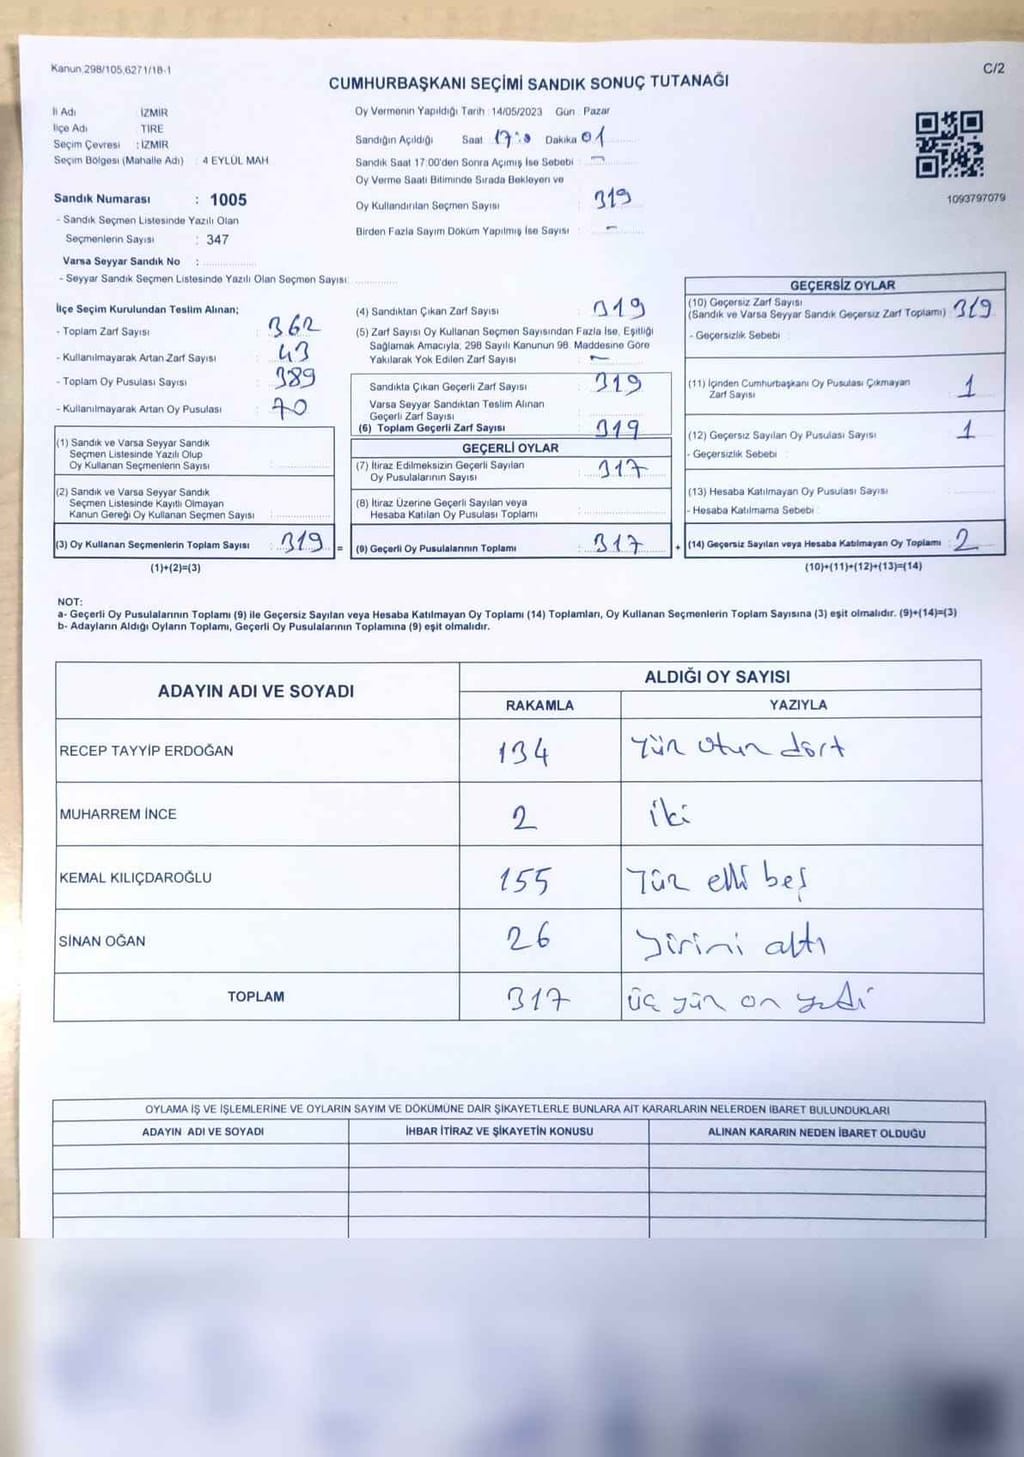 Kanun 298/105,6271/18-1
C/2
CUMHURBAŞKANI SEÇİMİ SANDIK SONUÇ TUTANAĞI
İl Adı İZMİR
İlçe Adı TİRE
Seçim Çevresi : İZMİR
Seçim Bölgesi (Mahalle Adı) : 4 EYLÜL MAH
Sandık Numarası : 1005
- Sandık Seçmen Listesinde Yazılı Olan
Seçmenlerin Sayısı : 347
Varsa Seyyar Sandık No :
- Seyyar Sandık Seçmen Listesinde Yazılı Olan Seçmen Sayısı:
Oy Vermenin Yapıldığı Tarih : 14/05/2023 Gün : Pazar
Sandığın Açıldığı Saat 17:0 Dakika 01
Sandık Saat 17:00'den Sonra Açımış İse Sebebi : -
Oy Verme Saati Bitiminde Sırada Bekleyen ve
Oy Kullandırılan Seçmen Sayısı : 319
Birden Fazla Sayım Döküm Yapılmış İse Sayısı : -
1093797079
İlçe Seçim Kurulundan Teslim Alınan;
- Toplam Zarf Sayısı : 362
- Kullanılmayarak Artan Zarf Sayısı : 43
- Toplam Oy Pusulası Sayısı : 389
- Kullanılmayarak Artan Oy Pusulası : 70
(1) Sandık ve Varsa Seyyar Sandık
Seçmen Listesinde Yazılı Olup
Oy Kullanan Seçmenlerin Sayısı :
(2) Sandık ve Varsa Seyyar Sandık
Seçmen Listesinde Kayıtlı Olmayan
Kanun Gereği Oy Kullanan Seçmen Sayısı :
(3) Oy Kullanan Seçmenlerin Toplam Sayısı : 319 =
(1)+(2)=(3)
(4) Sandıktan Çıkan Zarf Sayısı : 319
(5) Zarf Sayısı Oy Kullanan Seçmen Sayısından Fazla İse, Eşitliği
Sağlamak Amacıyla, 298 Sayılı Kanunun 98. Maddesine Göre
Yakılarak Yok Edilen Zarf Sayısı : -
Sandıkta Çıkan Geçerli Zarf Sayısı : 319
Varsa Seyyar Sandıktan Teslim Alınan
Geçerli Zarf Sayısı :
(6) Toplam Geçerli Zarf Sayısı : 319
GEÇERLİ OYLAR
(7) İtiraz Edilmeksizin Geçerli Sayılan
Oy Pusulalarının Sayısı : 317
(8) İtiraz Üzerine Geçerli Sayılan veya
Hesaba Katılan Oy Pusulası Toplamı :
(9) Geçerli Oy Pusulalarının Toplamı : 317 +
GEÇERSİZ OYLAR
(10) Geçersiz Zarf Sayısı
(Sandık ve Varsa Seyyar Sandık Geçersiz Zarf Toplamı) : 319
- Geçersizlik Sebebi :
(11) İçinden Cumhurbaşkanı Oy Pusulası Çıkmayan
Zarf Sayısı 1
(12) Geçersiz Sayılan Oy Pusulası Sayısı 1
- Geçersizlik Sebebi :
(13) Hesaba Katılmayan Oy Pusulası Sayısı
- Hesaba Katılmama Sebebi :
(14) Geçersiz Sayılan veya Hesaba Katılmayan Oy Toplamı : 2
(10)+(11)+(12)+(13)=(14)
NOT:
a- Geçerli Oy Pusulalarının Toplamı (9) ile Geçersiz Sayılan veya Hesaba Katılmayan Oy Toplamı (14) Toplamları, Oy Kullanan Seçmenlerin Toplam Sayısına (3) eşit olmalıdır. (9)+(14)=(3)
b- Adayların Aldığı Oyların Toplamı, Geçerli Oy Pusulalarının Toplamına (9) eşit olmalıdır.
ADAYIN ADI VE SOYADI ALDIĞI OY SAYISI
RAKAMLA YAZIYLA
RECEP TAYYİP ERDOĞAN 134 Yüz otuz dört
MUHARREM İNCE 2 iki
KEMAL KILIÇDAROĞLU 155 Yüz elli beş
SİNAN OĞAN 26 yirmi altı
TOPLAM 317 üç yüz on yedi
OYLAMA İŞ VE İŞLEMLERİNE VE OYLARIN SAYIM VE DÖKÜMÜNE DAİR ŞİKAYETLERLE BUNLARA AİT KARARLARIN NELERDEN İBARET BULUNDUKLARI
ADAYIN ADI VE SOYADI İHBAR İTİRAZ VE ŞİKAYETİN KONUSU ALINAN KARARIN NEDEN İBARET OLDUĞU